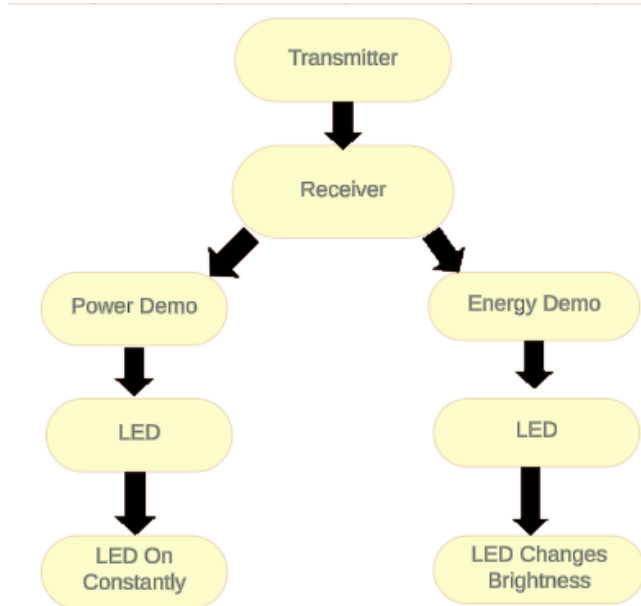 Transmitter
Receiver
Power Demo
Energy Demo
LED
LED
LED On
Constantly
LED Changes
Brightness